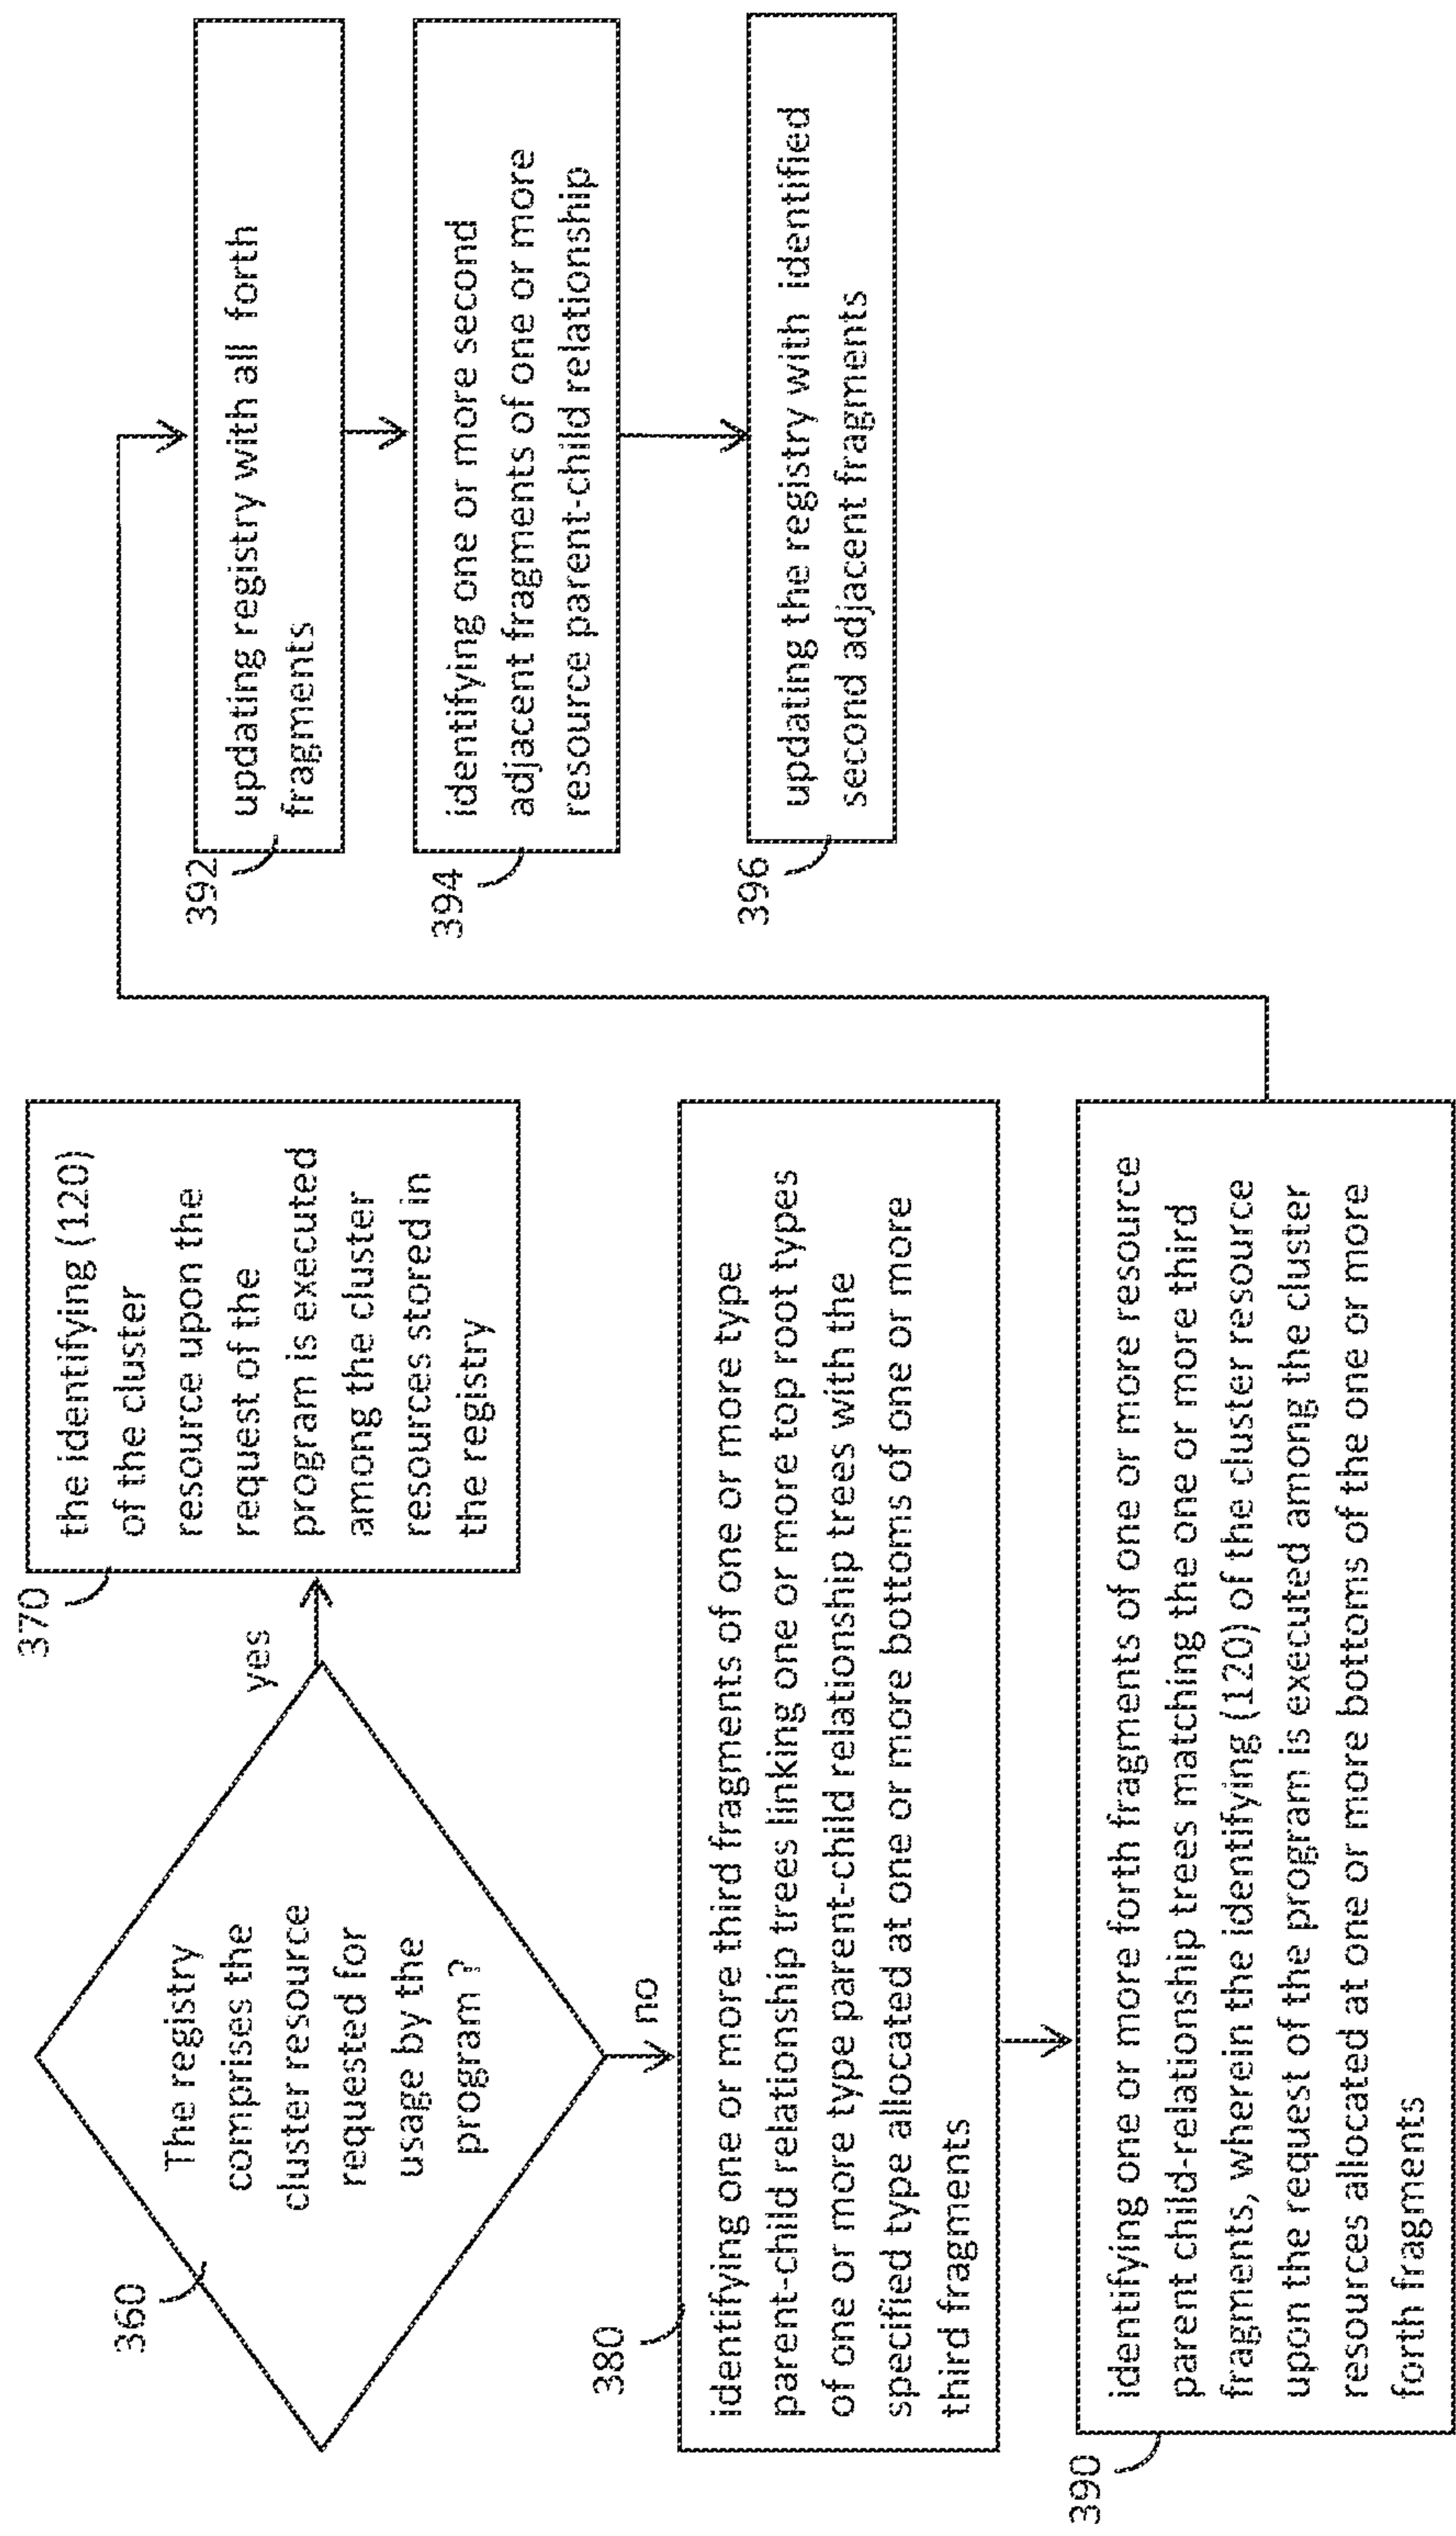 360
The registry
comprises the
cluster resource
requested for
usage by the
program ?
yes
370
the identifying (120)
of the cluster
resource upon the
request of the
program is executed
among the cluster
resources stored in
the registry
no
380
identifying one or more third fragments of one or more type
parent-child relationship trees linking one or more top root types
of one or more type parent-child relationship trees with the
specified type allocated at one or more bottoms of one or more
third fragments
390
identifying one or more forth fragments of one or more resource
parent child-relationship trees matching the one or more third
fragments, wherein the identifying (120) of the cluster resource
upon the request of the program is executed among the cluster
resources allocated at one or more bottoms of the one or more
forth fragments
392
updating registry with all forth
fragments
394
identifying one or more second
adjacent fragments of one or more
resource parent-child relationship
396
updating the registry with identified
second adjacent fragments